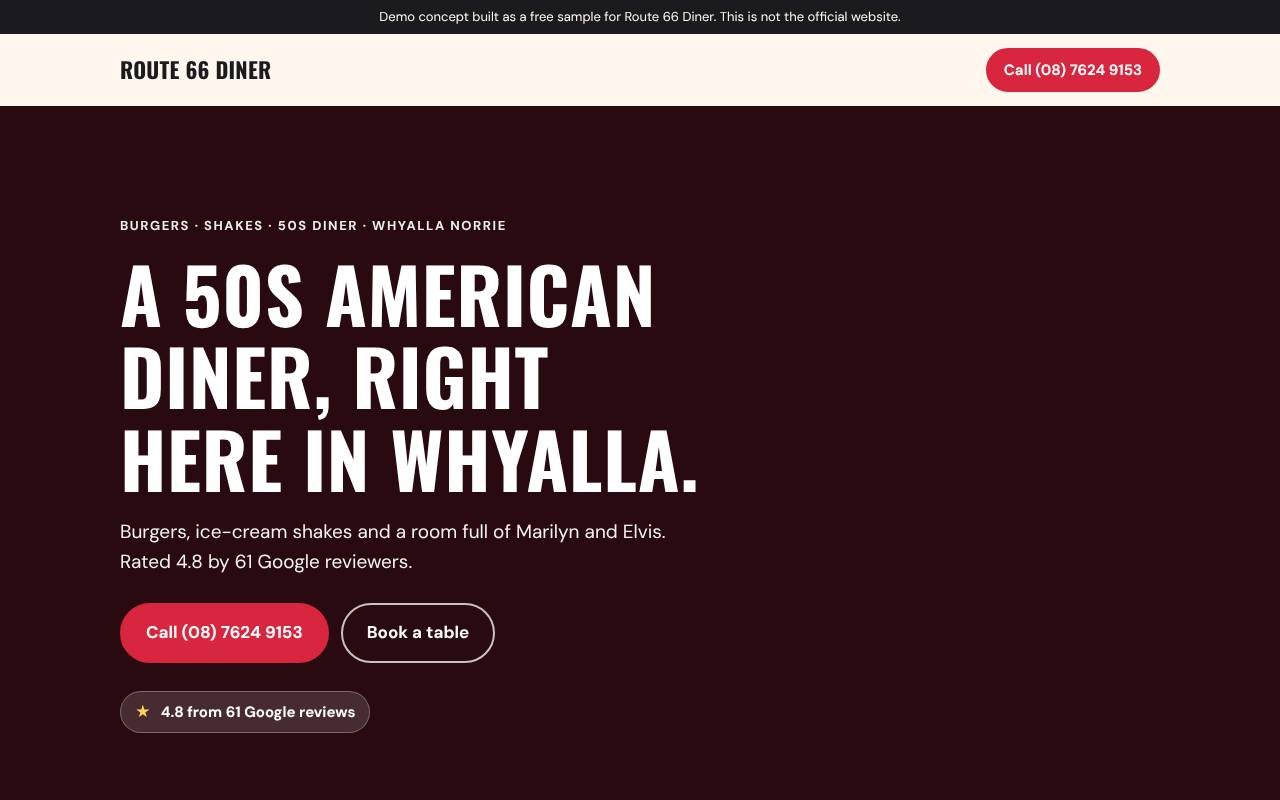 Demo concept built as a free sample for Route 66 Diner. This is not the official website.
ROUTE 66 DINER
Call (08) 7624 9153
BURGERS · SHAKES · 50S DINER · WHYALLA NORRIE
A 50S AMERICAN
DINER, RIGHT
HERE IN WHYALLA.
Burgers, ice-cream shakes and a room full of Marilyn and Elvis.
Rated 4.8 by 61 Google reviewers.
Call (08) 7624 9153
Book a table
★ 4.8 from 61 Google reviews